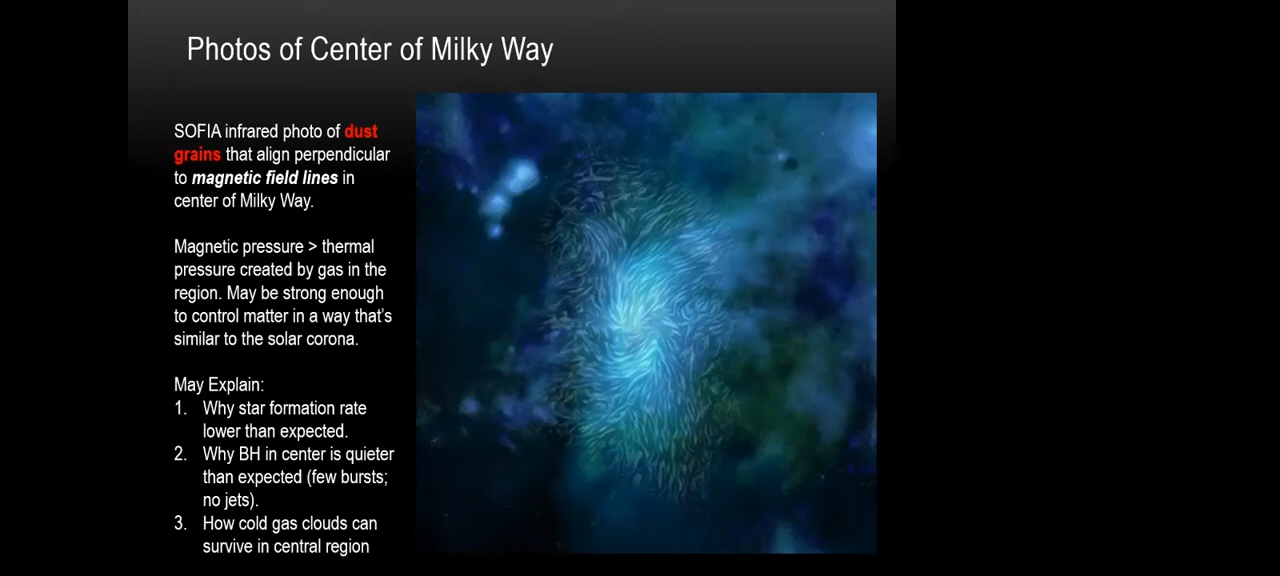 Photos of Center of Milky Way
SOFIA infrared photo of dust
grains that align perpendicular
to magnetic field lines in
center of Milky Way.
Magnetic pressure > thermal
pressure created by gas in the
region. May be strong enough
to control matter in a way that's
similar to the solar corona.
May Explain:
1. Why star formation rate
lower than expected.
2. Why BH in center is quieter
than expected (few bursts;
no jets).
3. How cold gas clouds can
survive in central region